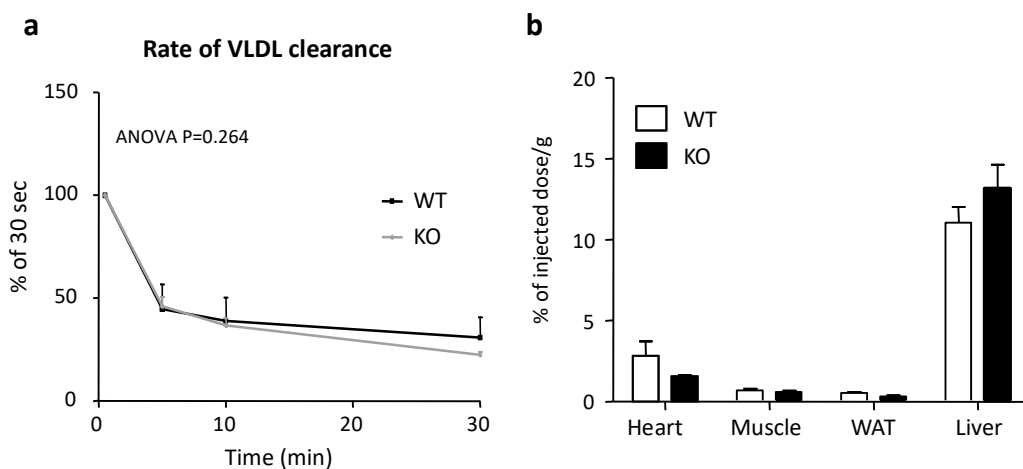 a
Rate of VLDL clearance
% of 30 sec
150
100
50
0
ANOVA P=0.264
WT
KO
0 10 20 30
Time (min)
b
% of injected dose/g
20
15
10
5
0
WT
KO
Heart Muscle WAT Liver